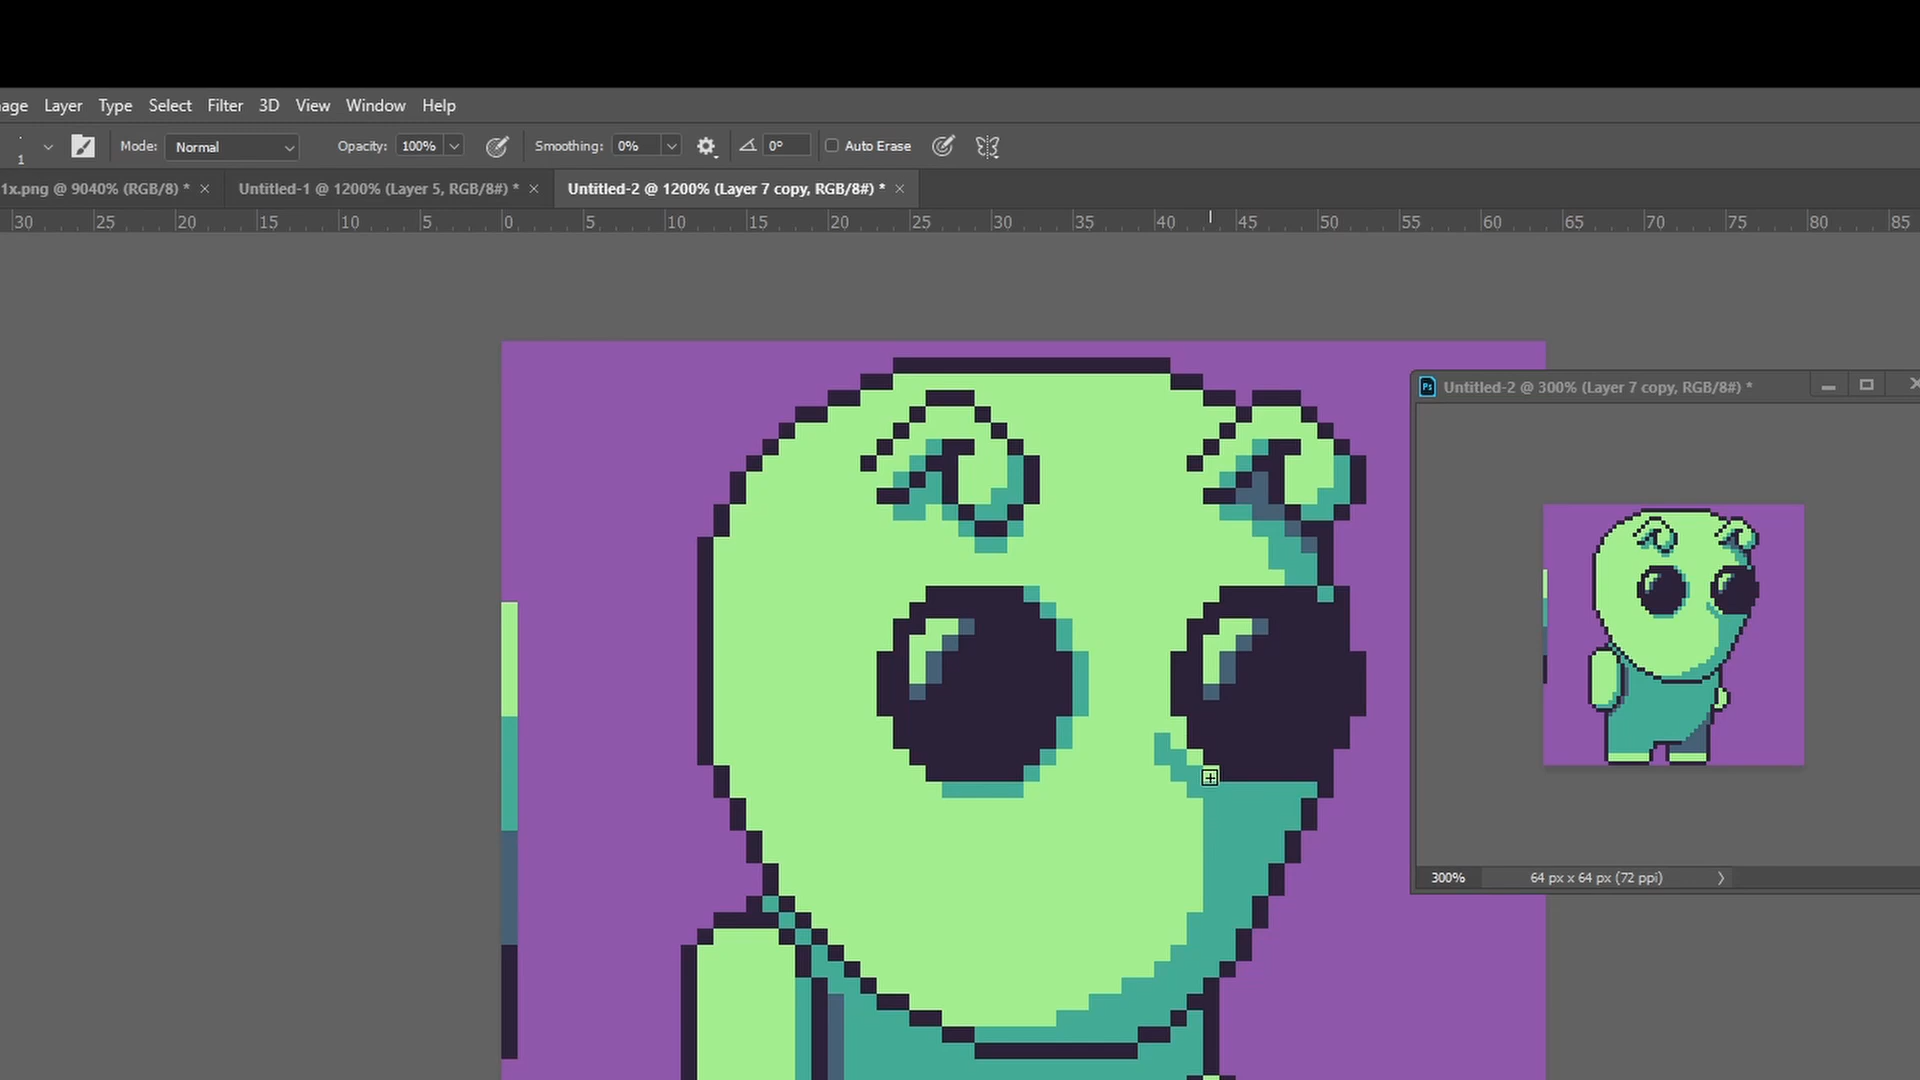 age Layer Type Select Filter 3D View Window Help
1 Mode: Normal Opacity: 100% Smoothing: 0% 0° Auto Erase
1x.png @ 9040% (RGB/8) * × Untitled-1 @ 1200% (Layer 5, RGB/8#) * × Untitled-2 @ 1200% (Layer 7 copy, RGB/8#) * ×
30 25 20 15 10 5 0 5 10 15 20 25 30 35 40 45 50 55 60 65 70 75 80 85
Ps Untitled-2 @ 300% (Layer 7 copy, RGB/8#) *
300% 64 px x 64 px (72 ppi)